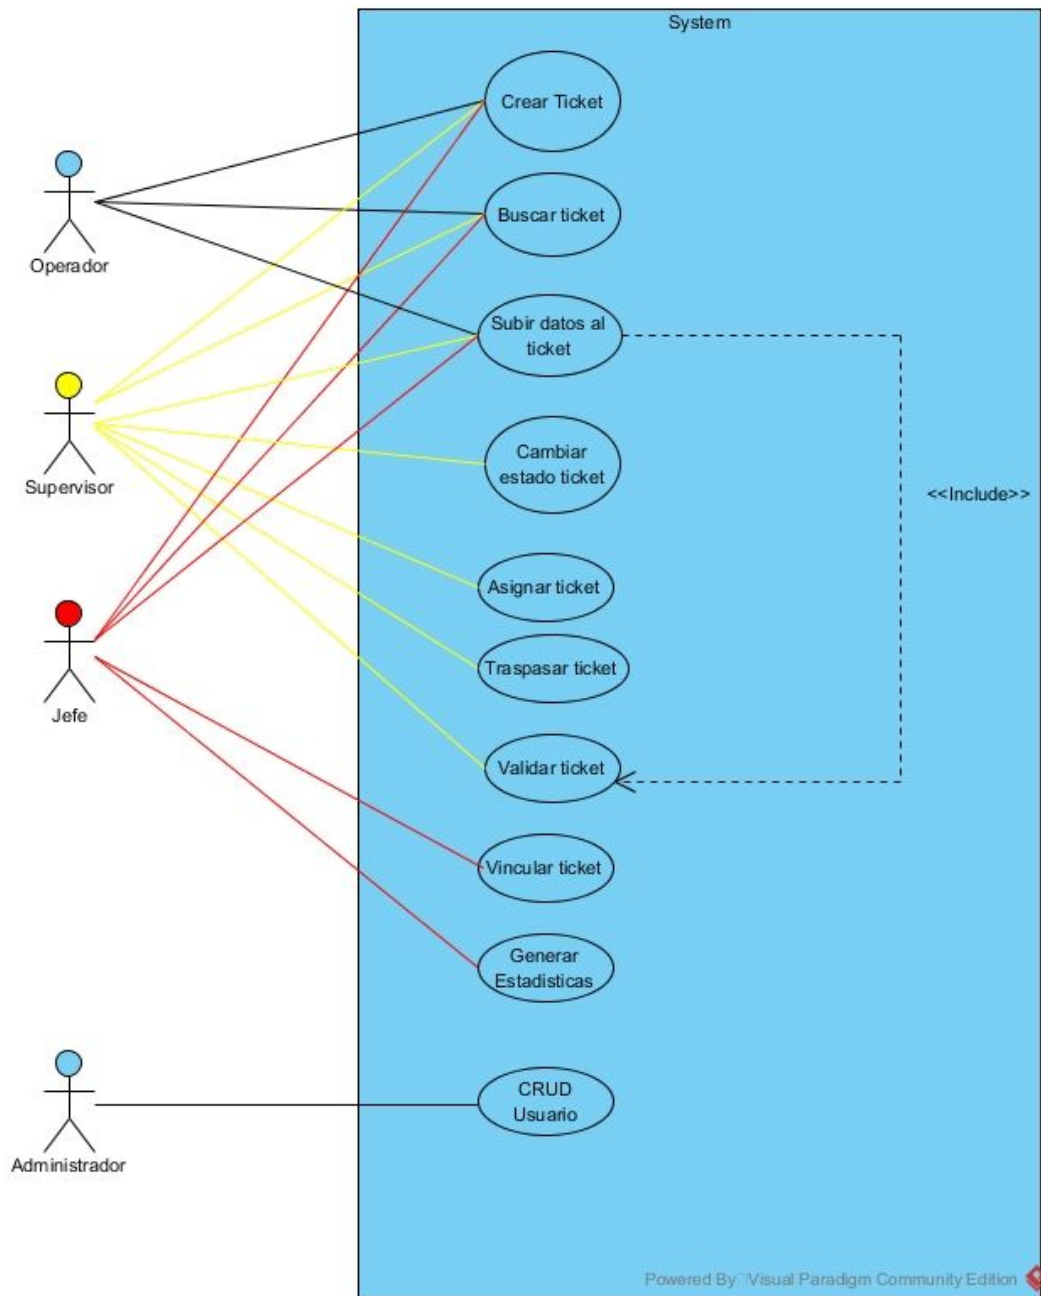 System
Crear Ticket
Buscar ticket
Operador
Subir datos al
ticket
Supervisor
Cambiar
estado ticket
<<Include>>
Asignar ticket
Traspasar ticket
Jefe
Validar ticket
Vincular ticket
Generar
Estadisticas
CRUD
Usuario
Administrador
Powered By Visual Paradigm Community Edition